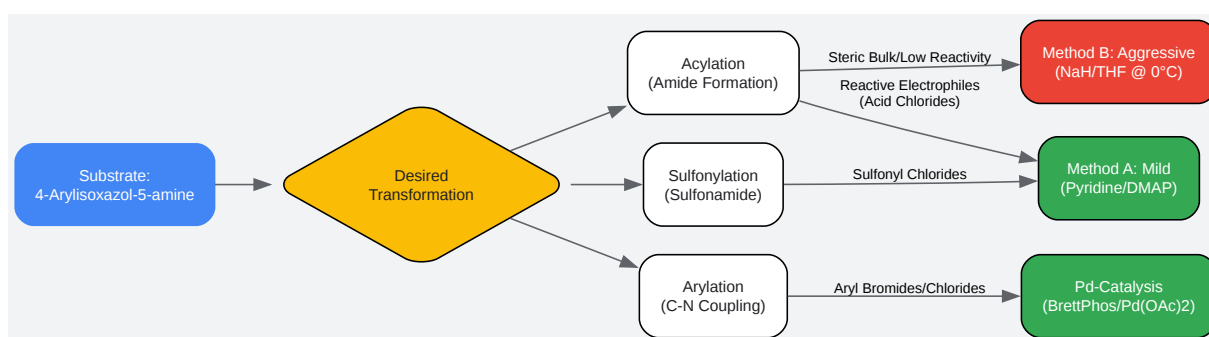 Substrate:
4-Arylisoxazol-5-amine
Desired
Transformation
Acylation
(Amide Formation)
Sulfonylation
(Sulfonamide)
Arylation
(C-N Coupling)
Steric Bulk/Low Reactivity
Reactive Electrophiles
(Acid Chlorides)
Sulfonyl Chlorides
Aryl Bromides/Chlorides
Method B: Aggressive
(NaH/THF @ 0°C)
Method A: Mild
(Pyridine/DMAP)
Pd-Catalysis
(BrettPhos/Pd(OAc)2)